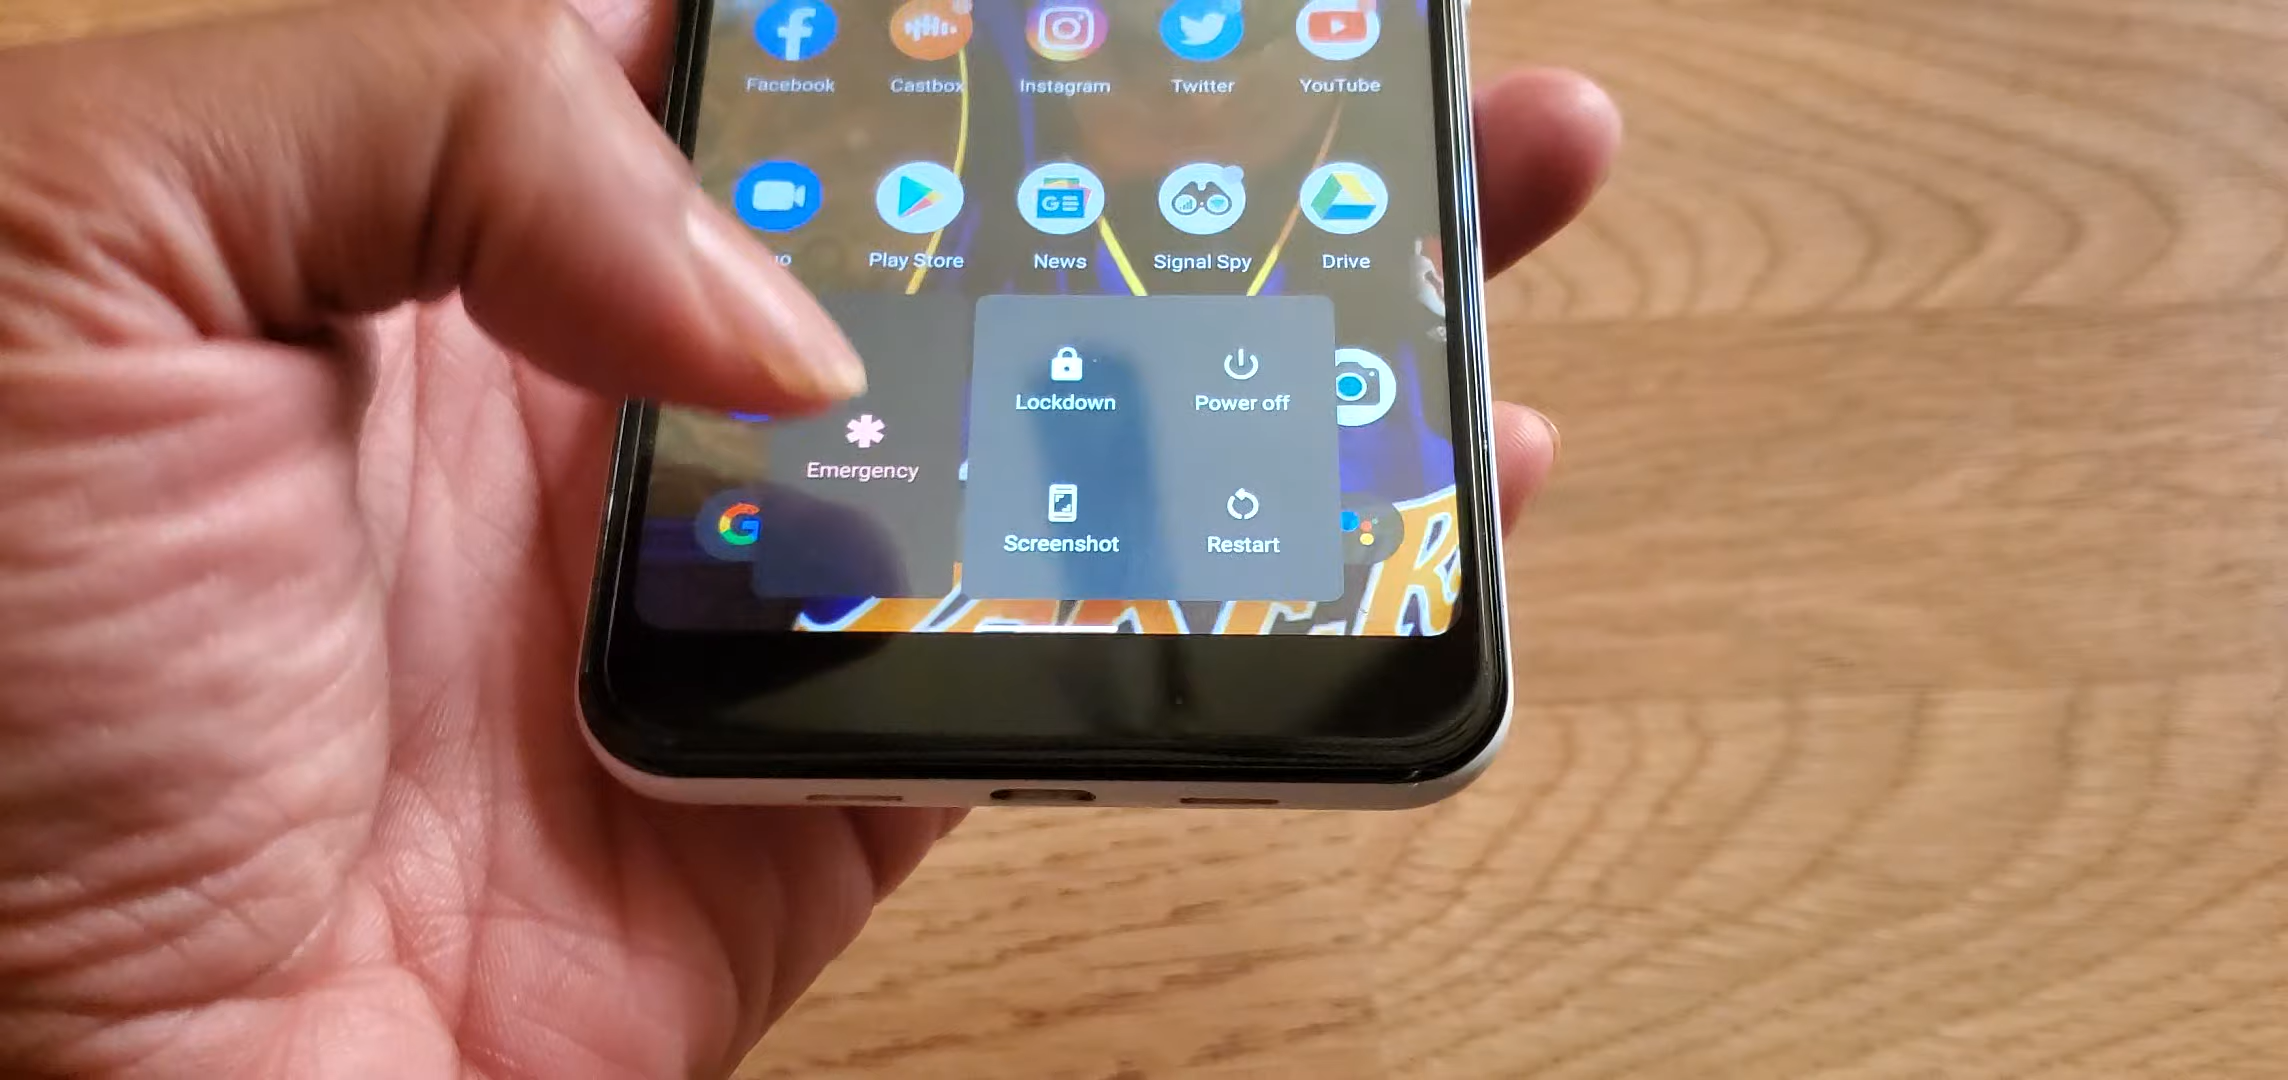 Facebook Castbox Instagram Twitter YouTube
Play Store News Signal Spy Drive
Lockdown Power off
Emergency
Screenshot Restart